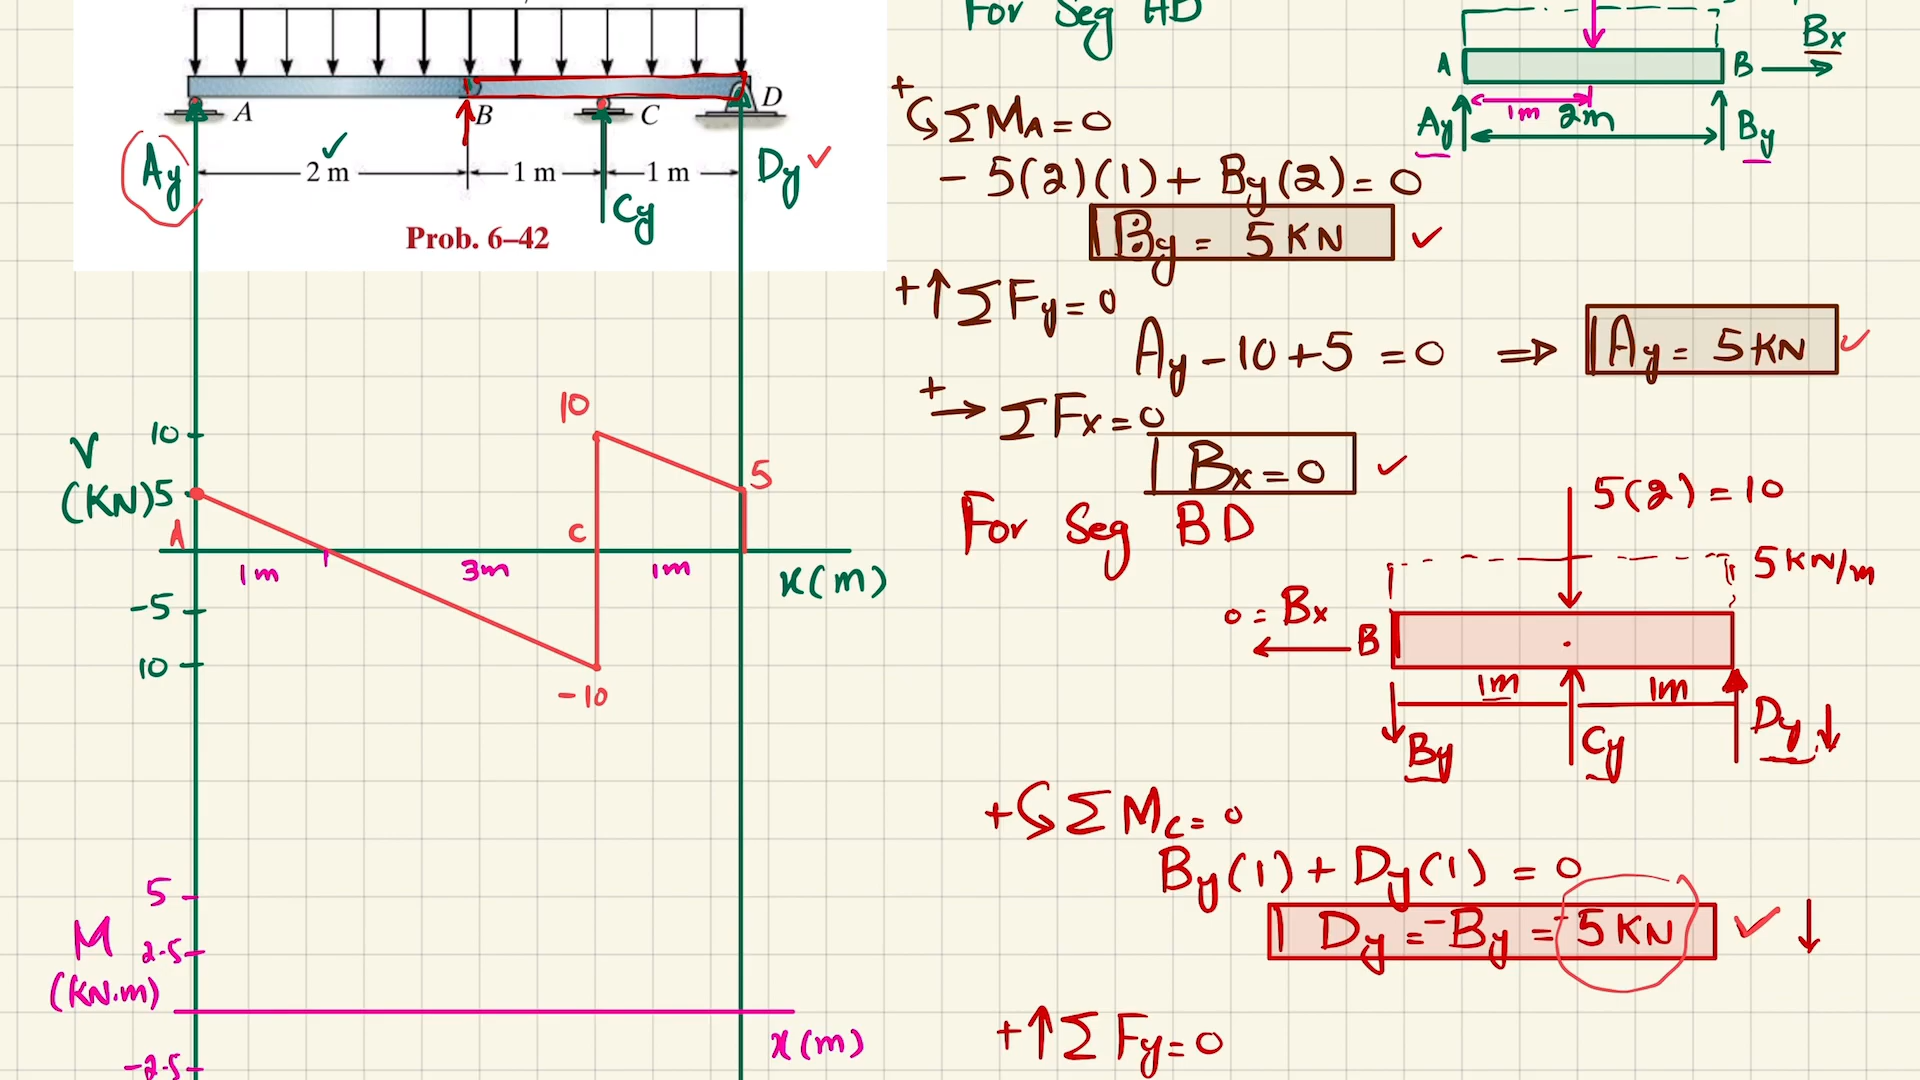 A
B
C
D
Ay
2 m
1 m
1 m
Dy
Cy
Prob. 6–42
V
(KN)
10
5
-5
10
A
1m
3m
1m
x(m)
10
C
5
-10
M
(KN.m)
5
2.5
-2.5
x(m)
For Seg AB
A
B
Bx
1m
2m
Ay
By
+ ΣMA = 0
- 5(2)(1) + By(2) = 0
By = 5 KN
+↑ ΣFy = 0
Ay - 10 + 5 = 0 ⇒ Ay = 5 KN
+→ ΣFx = 0
Bx = 0
For Seg BD
5(2) = 10
5 KN/m
0 = Bx
B
1m
1m
By
Cy
Dy ↓
+ Σ Mc = 0
By(1) + Dy(1) = 0
Dy = -By = -5 KN ↓
+↑ Σ Fy = 0